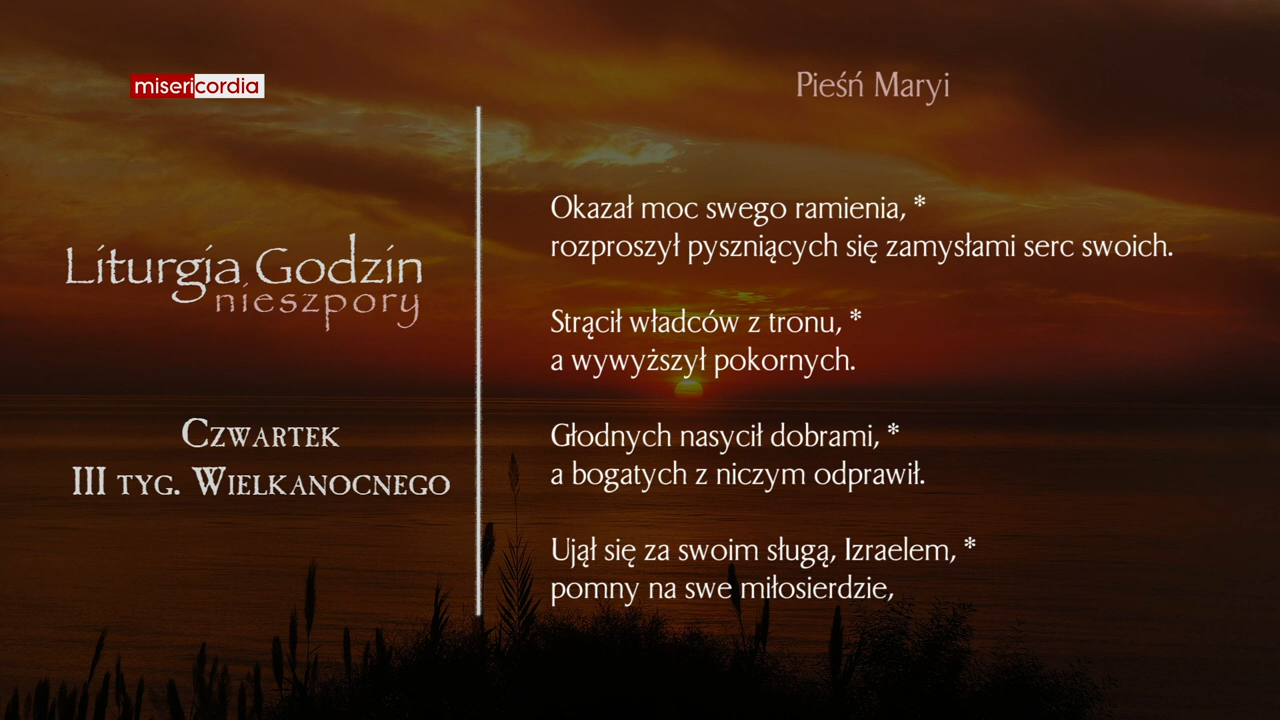 misericordia
Liturgia Godzin
nieszpory
Czwartek
III tyg. Wielkanocnego
Pieśń Maryi
Okazał moc swego ramienia, *
rozproszył pyszniących się zamysłami serc swoich.
Strącił władców z tronu, *
a wywyższył pokornych.
Głodnych nasycił dobrami, *
a bogatych z niczym odprawił.
Ujął się za swoim sługą, Izraelem, *
pomny na swe miłosierdzie,